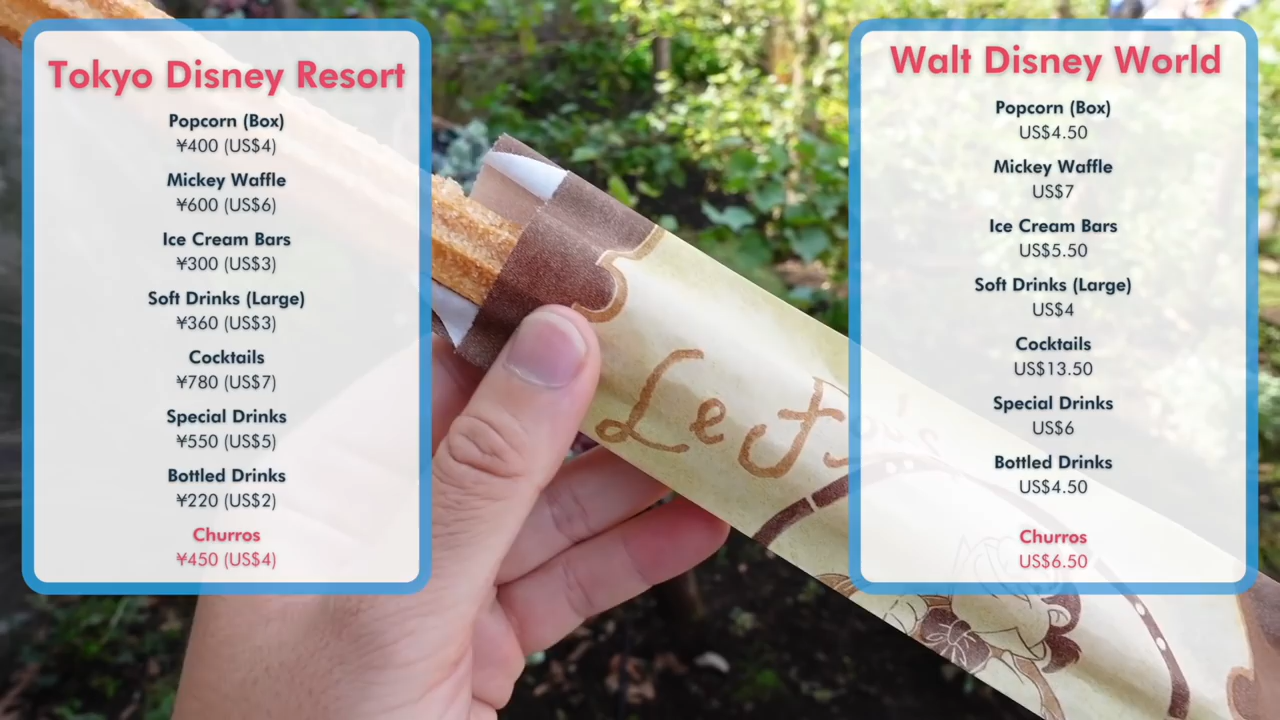 Tokyo Disney Resort
Popcorn (Box)
¥400 (US$4)
Mickey Waffle
¥600 (US$6)
Ice Cream Bars
¥300 (US$3)
Soft Drinks (Large)
¥360 (US$3)
Cocktails
¥780 (US$7)
Special Drinks
¥550 (US$5)
Bottled Drinks
¥220 (US$2)
Churros
¥450 (US$4)
Walt Disney World
Popcorn (Box)
US$4.50
Mickey Waffle
US$7
Ice Cream Bars
US$5.50
Soft Drinks (Large)
US$4
Cocktails
US$13.50
Special Drinks
US$6
Bottled Drinks
US$4.50
Churros
US$6.50
Le